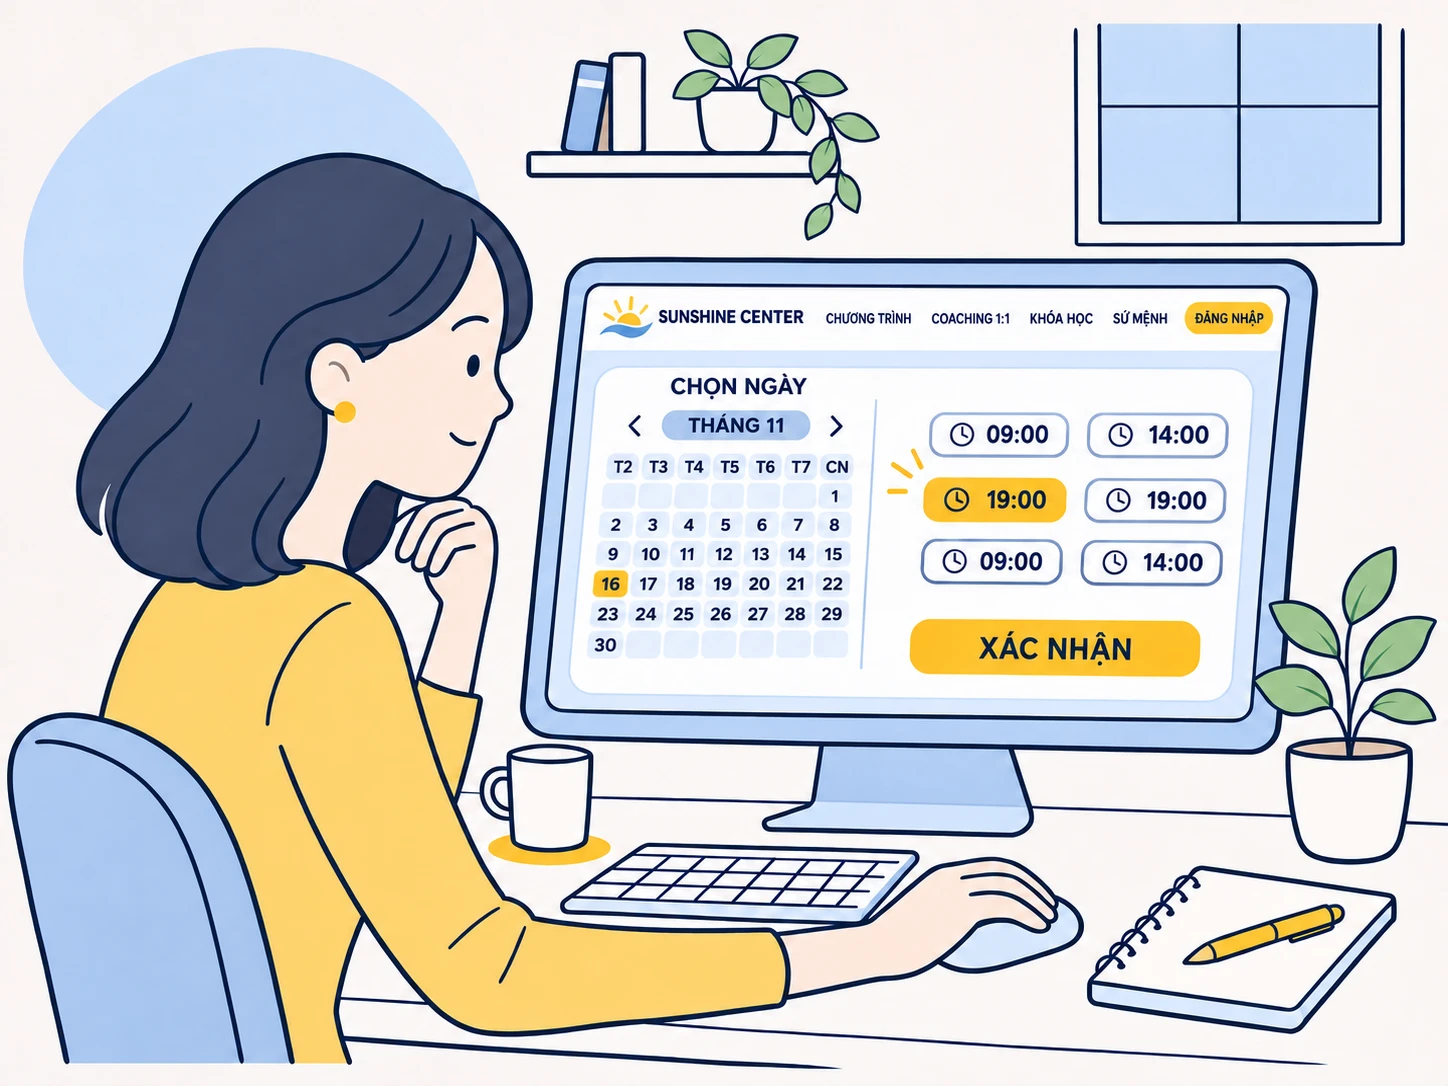 SUNSHINE CENTER CHƯƠNG TRÌNH COACHING 1:1 KHÓA HỌC SỨ MỆNH ĐĂNG NHẬP
CHỌN NGÀY
THÁNG 11
T2 T3 T4 T5 T6 T7 CN
1
2 3 4 5 6 7 8
9 10 11 12 13 14 15
16 17 18 19 20 21 22
23 24 25 26 27 28 29
30
09:00 14:00
19:00 19:00
09:00 14:00
XÁC NHẬN